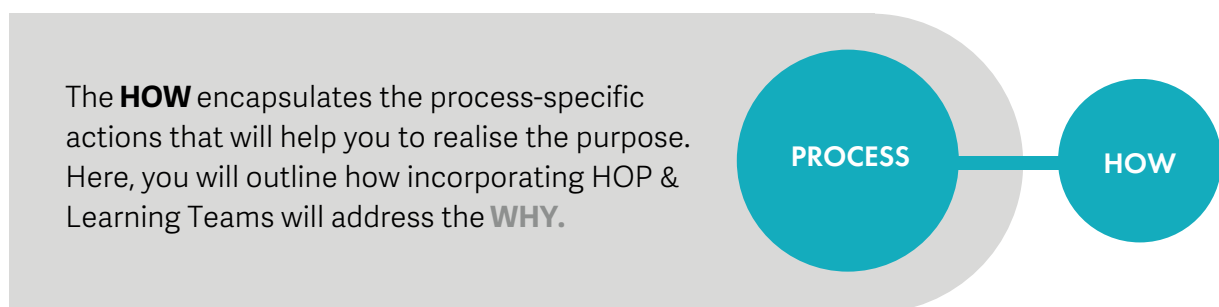 The HOW encapsulates the process-specific
actions that will help you to realise the purpose.
Here, you will outline how incorporating HOP &
Learning Teams will address the WHY.
PROCESS
HOW